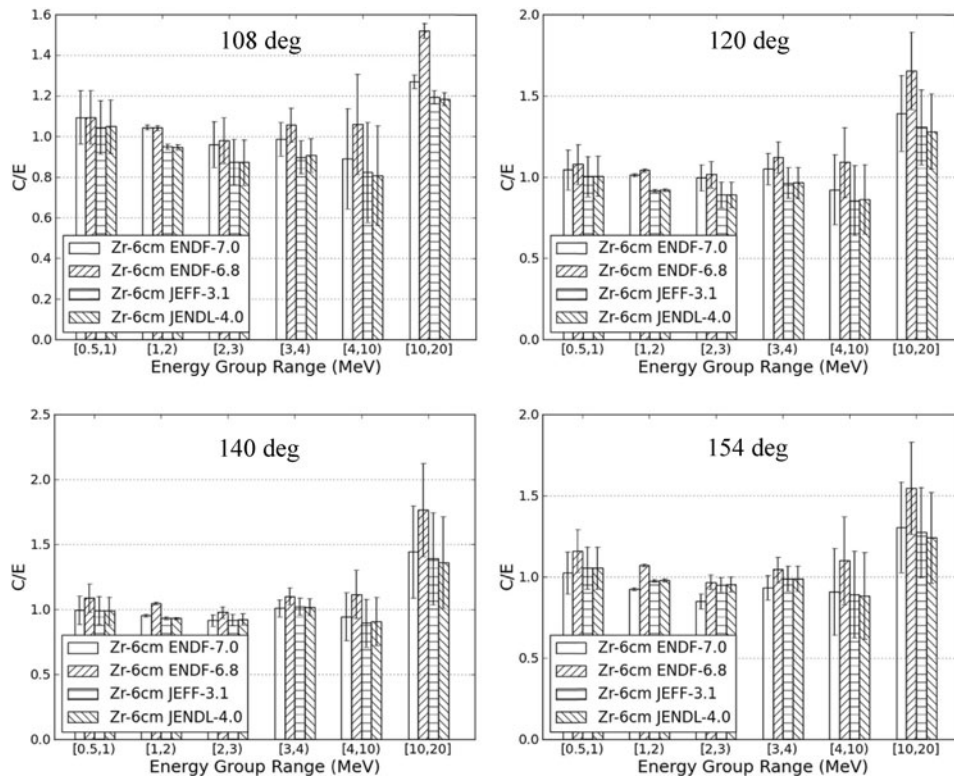 108 deg
1.6
1.4
1.2
1.0
0.8
0.6
0.4
0.2
0.0
C/E
Zr-6cm ENDF-7.0
Zr-6cm ENDF-6.8
Zr-6cm JEFF-3.1
Zr-6cm JENDL-4.0
[0.5,1) [1,2) [2,3) [3,4) [4,10) [10,20]
Energy Group Range (MeV)
120 deg
2.0
1.5
1.0
0.5
0.0
C/E
Zr-6cm ENDF-7.0
Zr-6cm ENDF-6.8
Zr-6cm JEFF-3.1
Zr-6cm JENDL-4.0
[0.5,1) [1,2) [2,3) [3,4) [4,10) [10,20]
Energy Group Range (MeV)
140 deg
2.5
2.0
1.5
1.0
0.5
0.0
C/E
Zr-6cm ENDF-7.0
Zr-6cm ENDF-6.8
Zr-6cm JEFF-3.1
Zr-6cm JENDL-4.0
[0.5,1) [1,2) [2,3) [3,4) [4,10) [10,20]
Energy Group Range (MeV)
154 deg
2.0
1.5
1.0
0.5
0.0
C/E
Zr-6cm ENDF-7.0
Zr-6cm ENDF-6.8
Zr-6cm JEFF-3.1
Zr-6cm JENDL-4.0
[0.5,1) [1,2) [2,3) [3,4) [4,10) [10,20]
Energy Group Range (MeV)